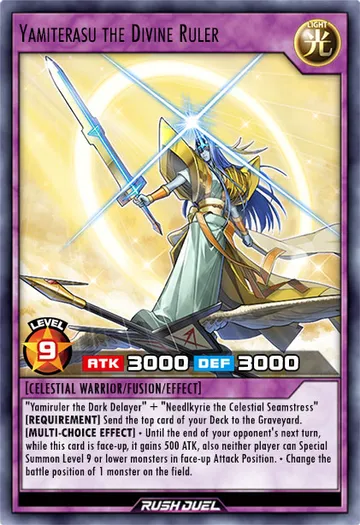 YAMITERASU THE DIVINE RULER
LIGHT
光
LEVEL
9
ATK 3000 DEF 3000
[CELESTIAL WARRIOR/FUSION/EFFECT]
"Yamiruler the Dark Delayer" + "Needlkyrie the Celestial Seamstress"
[REQUIREMENT] Send the top card of your Deck to the Graveyard.
[MULTI-CHOICE EFFECT] • Until the end of your opponent's next turn,
while this card is face-up, it gains 500 ATK, also neither player can Special
Summon Level 9 or lower monsters in face-up Attack Position. • Change the
battle position of 1 monster on the field.
RUSH DUEL